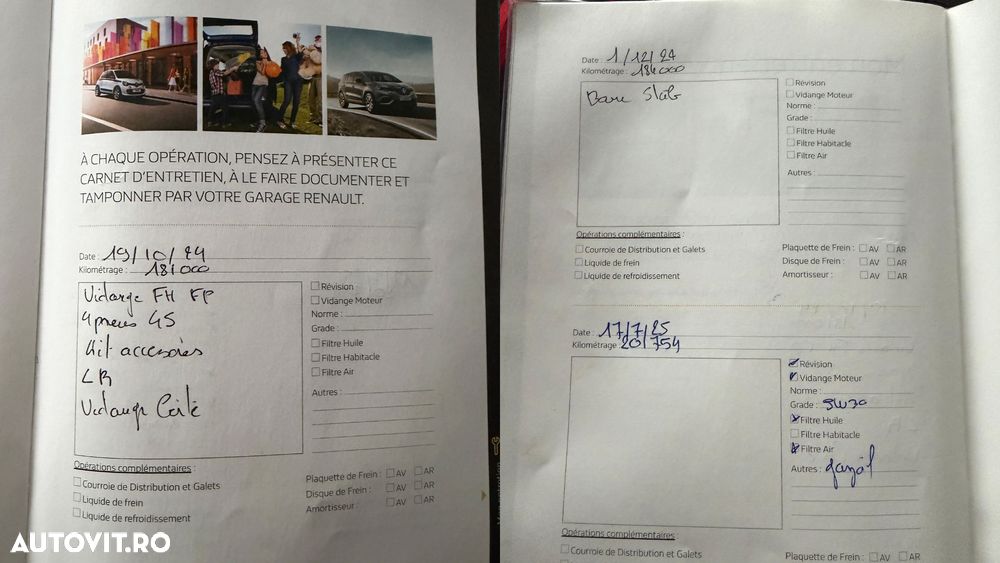 À CHAQUE OPÉRATION, PENSEZ À PRÉSENTER CE
CARNET D'ENTRETIEN, À LE FAIRE DOCUMENTER ET
TAMPONNER PAR VOTRE GARAGE RENAULT.
Date : 19/10/24
Kilométrage : 181000
Vidange FH FP
4 pneus 4S
Kit accessoires
LR
Vidange
Révision
Vidange Moteur
Norme :
Grade :
Filtre Huile
Filtre Habitacle
Filtre Air
Autres :
Opérations complémentaires :
Courroie de Distribution et Galets
Liquide de frein
Liquide de refroidissement
Plaquette de Frein : AV AR
Disque de Frein : AV AR
Amortisseur : AV AR
Date : 1/12/24
Kilométrage : 184000
Bare Stab
Révision
Vidange Moteur
Norme :
Grade :
Filtre Huile
Filtre Habitacle
Filtre Air
Autres :
Opérations complémentaires :
Courroie de Distribution et Galets
Liquide de frein
Liquide de refroidissement
Plaquette de Frein : AV AR
Disque de Frein : AV AR
Amortisseur : AV AR
Date : 17/7/25
Kilométrage : 20/754
Révision
Vidange Moteur
Norme :
Grade : 5W30
Filtre Huile
Filtre Habitacle
Filtre Air
Autres :
Opérations complémentaires :
Courroie de Distribution et Galets
Plaquette de Frein : AV AR
AUTOVIT.RO